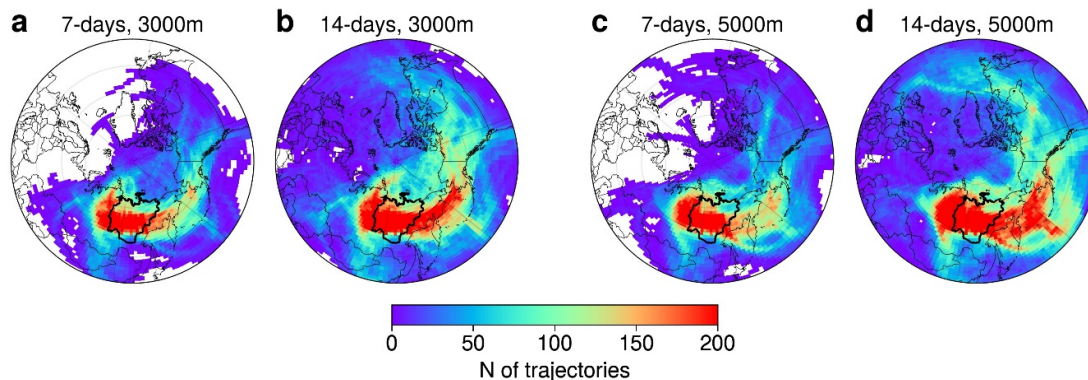 a
7-days, 3000m
b
14-days, 3000m
c
7-days, 5000m
d
14-days, 5000m
0
50
100
150
200
N of trajectories